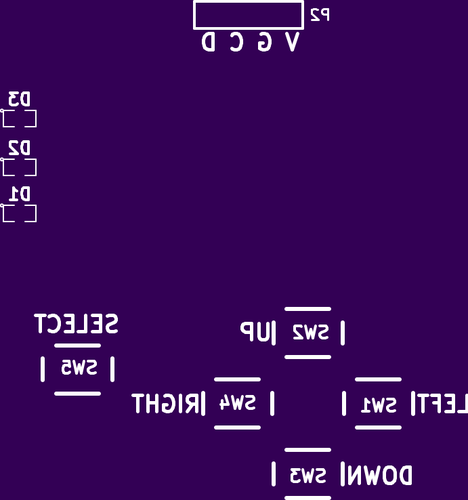 P2
V G C D
D3
D2
D1
SELECT
SW5
UP
SW2
RIGHT
SW4
SW1
LEFT
SW3
DOWN